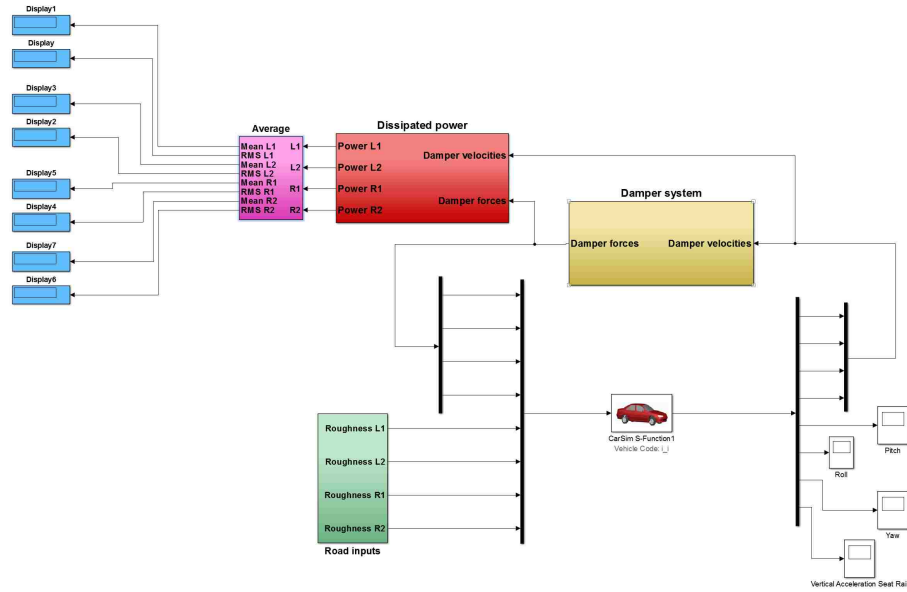 Display1
Display
Display3
Display2
Display5
Display4
Display7
Display6
Average
Mean L1
RMS L1
Mean L2
RMS L2
Mean R1
RMS R1
Mean R2
RMS R2
L1
L2
R1
R2
Dissipated power
Power L1
Power L2
Power R1
Power R2
Damper velocities
Damper forces
Damper system
Damper forces
Damper velocities
Roughness L1
Roughness L2
Roughness R1
Roughness R2
Road inputs
CarSim S-Function1
Vehicle Code: i_i
Pitch
Roll
Yaw
Vertical Acceleration Seat Rai